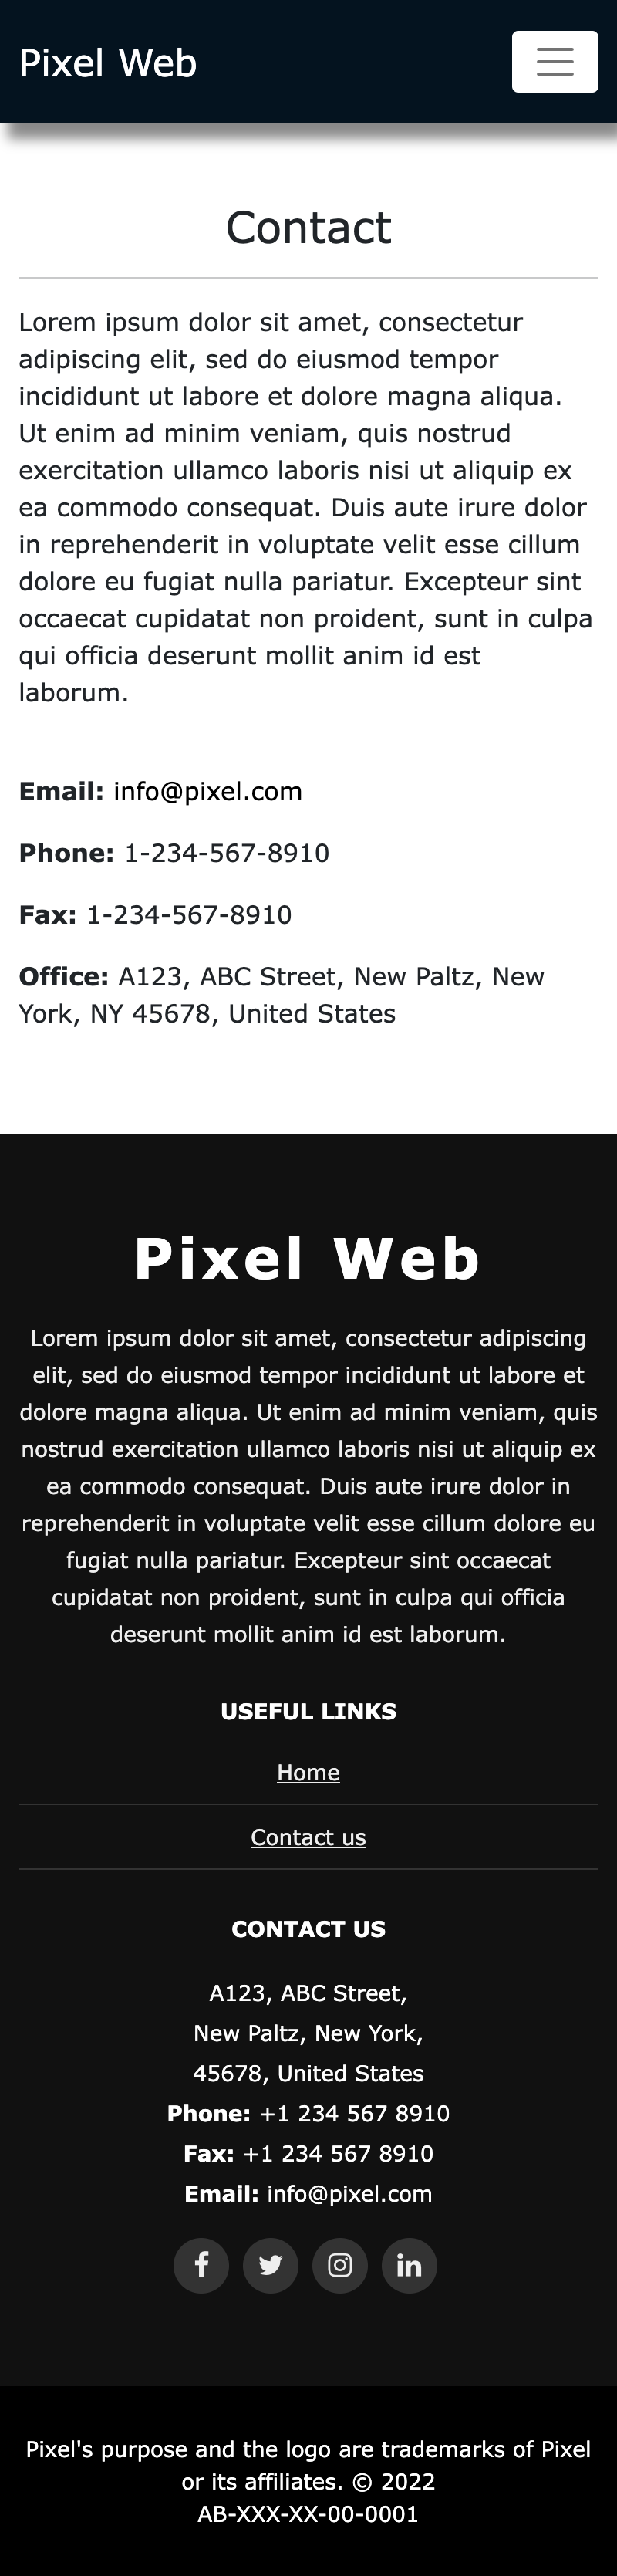 Pixel Web
Contact
Lorem ipsum dolor sit amet, consectetur
adipiscing elit, sed do eiusmod tempor
incididunt ut labore et dolore magna aliqua.
Ut enim ad minim veniam, quis nostrud
exercitation ullamco laboris nisi ut aliquip ex
ea commodo consequat. Duis aute irure dolor
in reprehenderit in voluptate velit esse cillum
dolore eu fugiat nulla pariatur. Excepteur sint
occaecat cupidatat non proident, sunt in culpa
qui officia deserunt mollit anim id est
laborum.
Email: info@pixel.com
Phone: 1-234-567-8910
Fax: 1-234-567-8910
Office: A123, ABC Street, New Paltz, New
York, NY 45678, United States
Pixel Web
Lorem ipsum dolor sit amet, consectetur adipiscing
elit, sed do eiusmod tempor incididunt ut labore et
dolore magna aliqua. Ut enim ad minim veniam, quis
nostrud exercitation ullamco laboris nisi ut aliquip ex
ea commodo consequat. Duis aute irure dolor in
reprehenderit in voluptate velit esse cillum dolore eu
fugiat nulla pariatur. Excepteur sint occaecat
cupidatat non proident, sunt in culpa qui officia
deserunt mollit anim id est laborum.
USEFUL LINKS
Home
Contact us
CONTACT US
A123, ABC Street,
New Paltz, New York,
45678, United States
Phone: +1 234 567 8910
Fax: +1 234 567 8910
Email: info@pixel.com
Pixel's purpose and the logo are trademarks of Pixel
or its affiliates. © 2022
AB-XXX-XX-00-0001